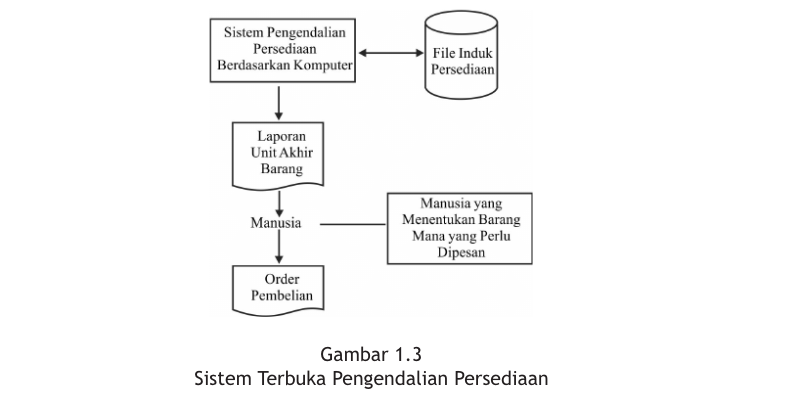 Sistem Pengendalian
Persediaan
Berdasarkan Komputer
File Induk
Persediaan
Laporan
Unit Akhir
Barang
Manusia
Manusia yang
Menentukan Barang
Mana yang Perlu
Dipesan
Order
Pembelian
Gambar 1.3
Sistem Terbuka Pengendalian Persediaan